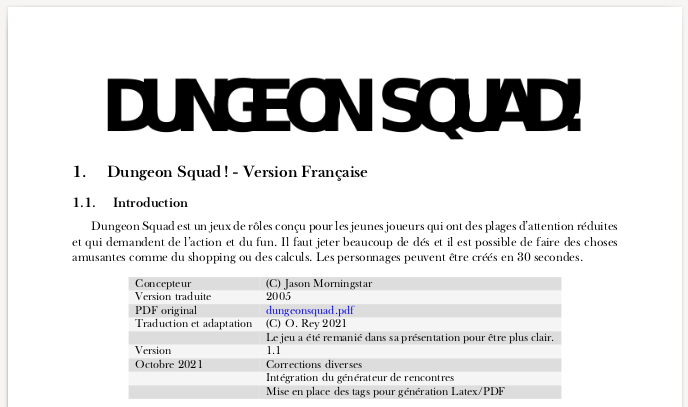 DUNGEON SQUAD!
1. Dungeon Squad ! - Version Française
1.1. Introduction
Dungeon Squad est un jeux de rôles conçu pour les jeunes joueurs qui ont des plages d'attention réduites
et qui demandent de l'action et du fun. Il faut jeter beaucoup de dés et il est possible de faire des choses
amusantes comme du shopping ou des calculs. Les personnages peuvent être créés en 30 secondes.
Concepteur (C) Jason Morningstar
Version traduite 2005
PDF original dungeonsquad.pdf
Traduction et adaptation (C) O. Rey 2021
Le jeu a été remanié dans sa présentation pour être plus clair.
Version 1.1
Octobre 2021 Corrections diverses
Intégration du générateur de rencontres
Mise en place des tags pour génération Latex/PDF